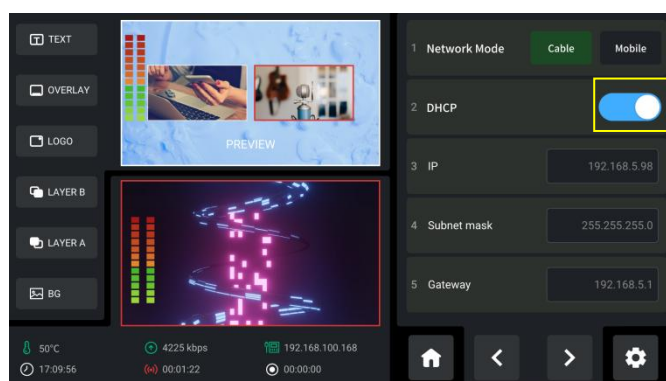 TEXT
OVERLAY
LOGO
LAYER B
LAYER A
BG
PREVIEW
50°C
4225 kbps
192.168.100.168
17:09:56
00:01:22
00:00:00
1 Network Mode Cable Mobile
2 DHCP
3 IP 192.168.5.98
4 Subnet mask 255.255.255.0
5 Gateway 192.168.5.1